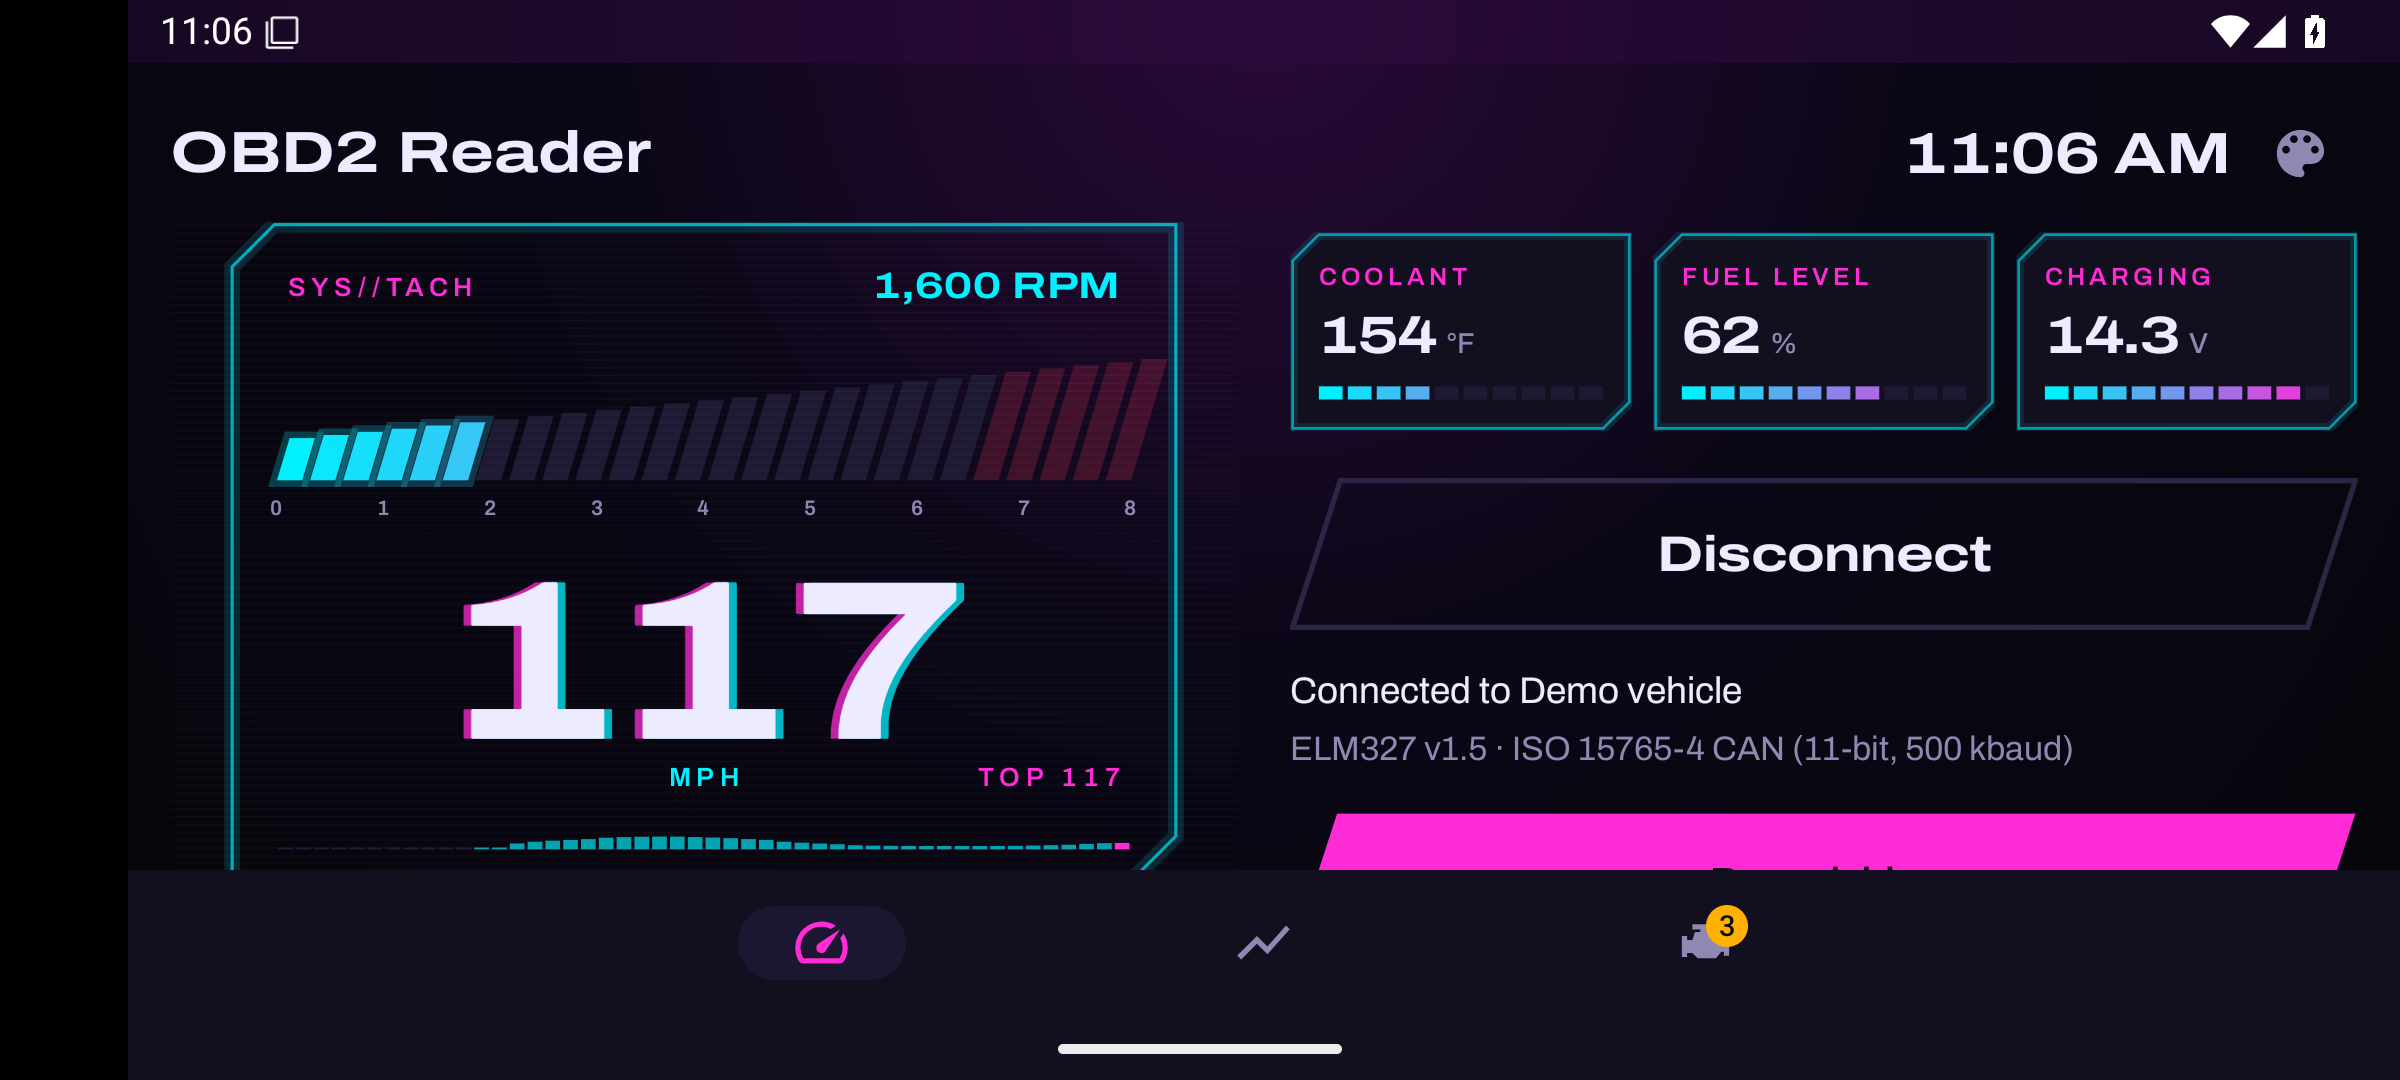 11:06
OBD2 Reader
11:06 AM
SYS//TACH
1,600 RPM
0 1 2 3 4 5 6 7 8
117
MPH
TOP 117
COOLANT
154 °F
FUEL LEVEL
62 %
CHARGING
14.3 V
Disconnect
Connected to Demo vehicle
ELM327 v1.5 · ISO 15765-4 CAN (11-bit, 500 kbaud)
3